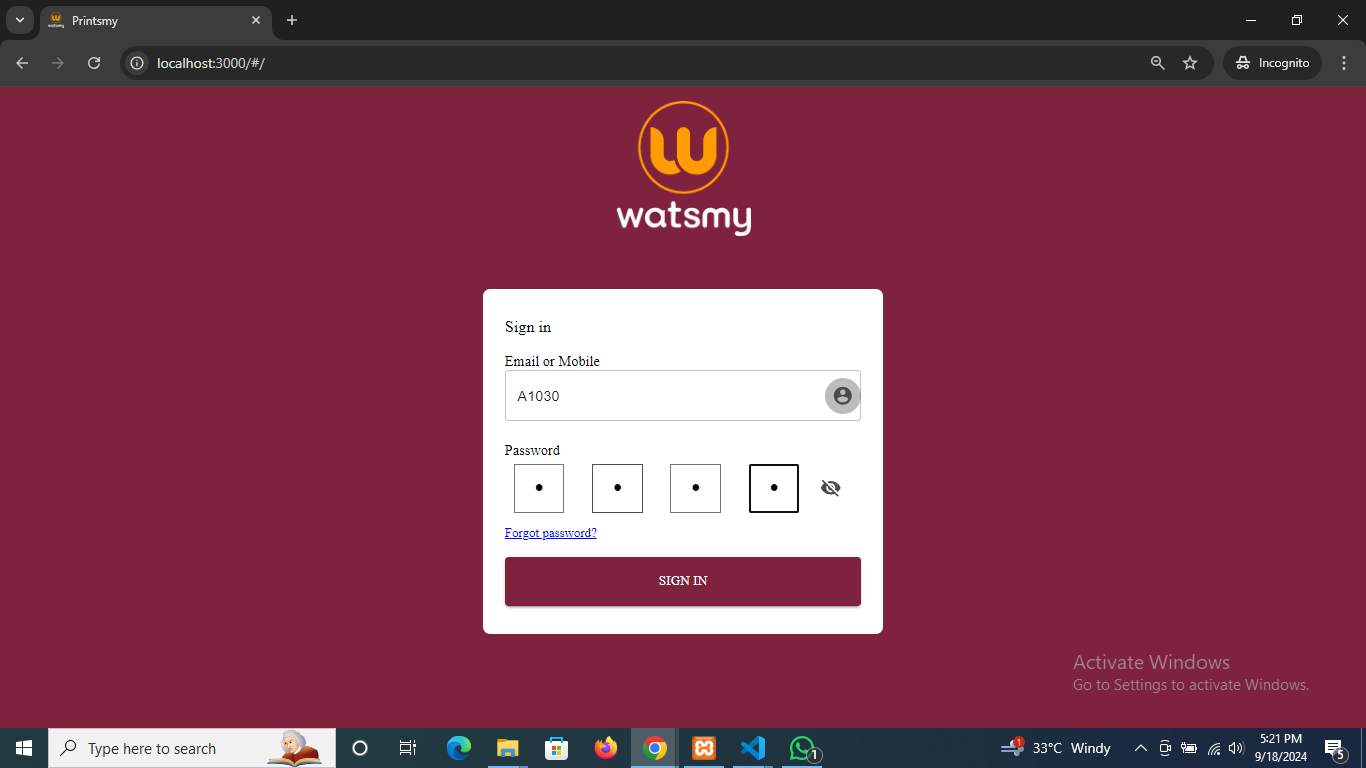 Printsmy
localhost:3000/#/
Incognito
watsmy
Sign in
Email or Mobile
A1030
Password
Forgot password?
SIGN IN
Activate Windows
Go to Settings to activate Windows.
Type here to search
1
33°C Windy
1
5:21 PM
9/18/2024
5